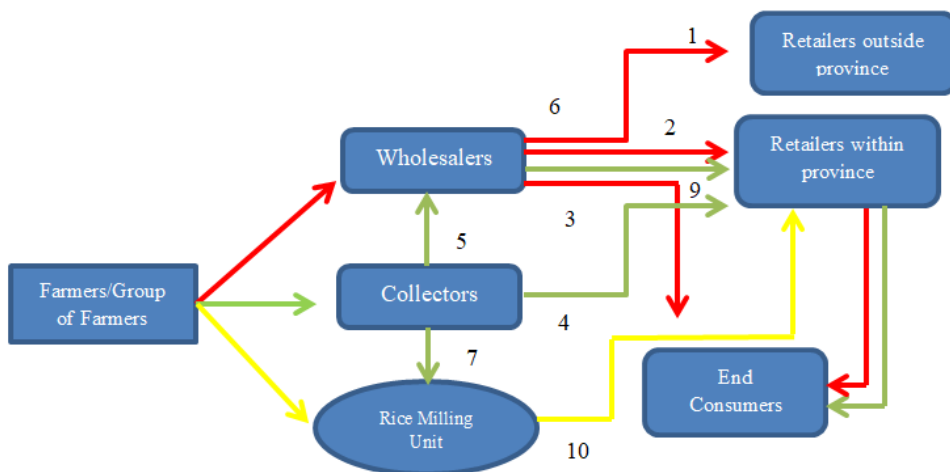 1
Retailers outside
province
6
2
Wholesalers
Retailers within
province
9
3
5
Farmers/Group
of Farmers
Collectors
4
7
End
Consumers
Rice Milling
Unit
10